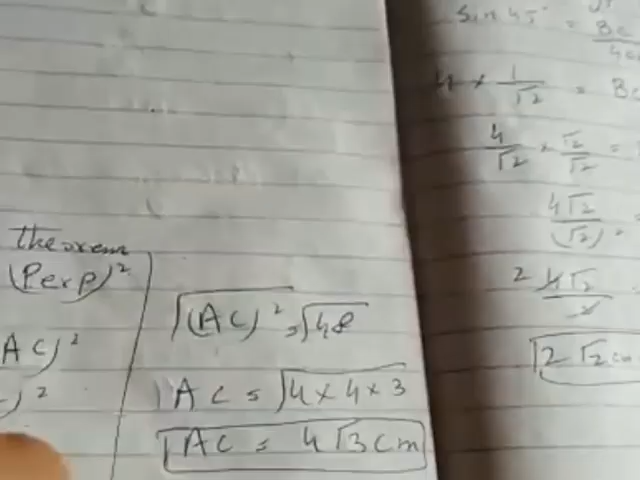 theorem
(Perp)²
AC)²
)²
√(AC)² = √48
AC = √4×4×3
AC = 4√3 cm
Sin 45° = BC/4cm
4 × 1/√2 = BC
4/√2 × √2/√2 =
4√2/(√2)² =
2 4√2/2
2√2 cm